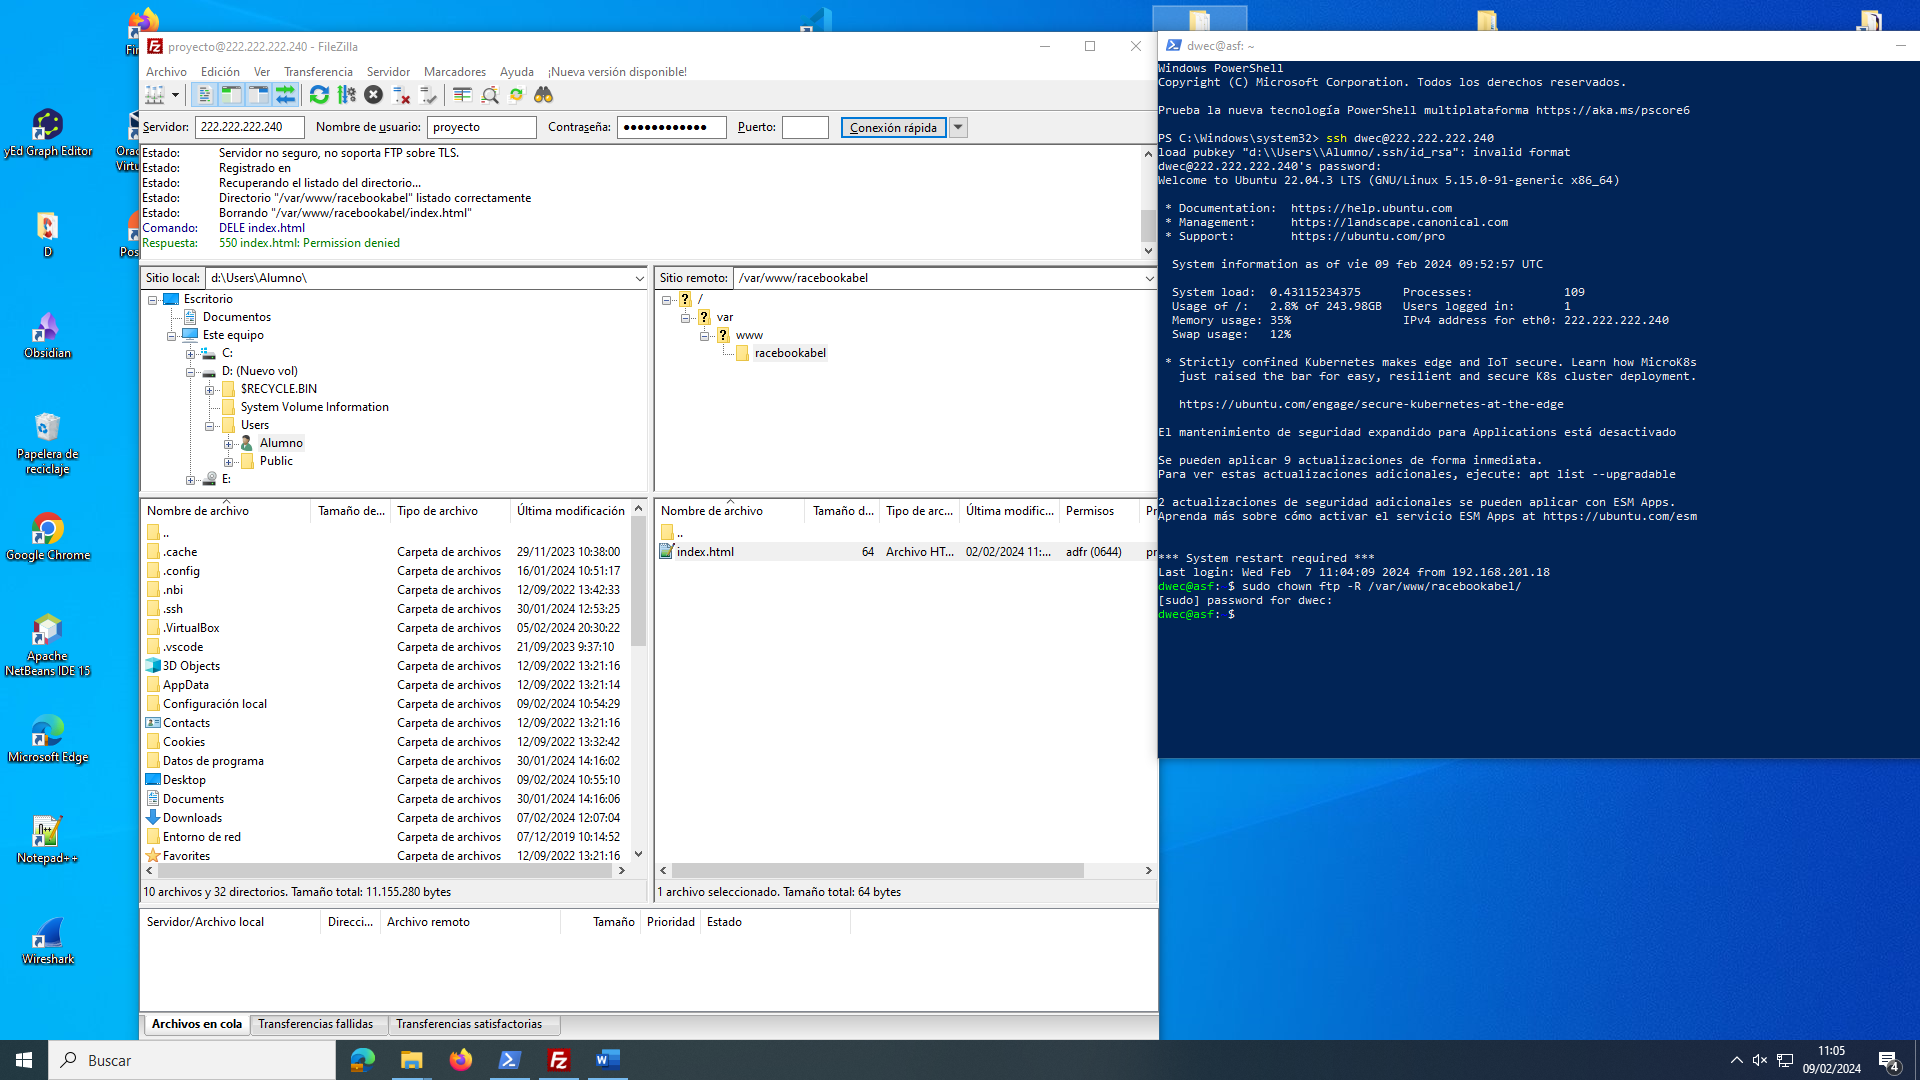 proyecto@222.222.222.240 - FileZilla
Archivo Edición Ver Transferencia Servidor Marcadores Ayuda ¡Nueva versión disponible!
Servidor: 222.222.222.240 Nombre de usuario: proyecto Contraseña: ●●●●●●●●●●●● Puerto: Conexión rápida
Estado: Servidor no seguro, no soporta FTP sobre TLS.
Estado: Registrado en
Estado: Recuperando el listado del directorio...
Estado: Directorio "/var/www/racebookabel" listado correctamente
Estado: Borrando "/var/www/racebookabel/index.html"
Comando: DELE index.html
Respuesta: 550 index.html: Permission denied
Sitio local: d:\Users\Alumno\
Escritorio
Documentos
Este equipo
C:
D: (Nuevo vol)
$RECYCLE.BIN
System Volume Information
Users
Alumno
Public
E:
Sitio remoto: /var/www/racebookabel
/
var
www
racebookabel
Nombre de archivo Tamaño de... Tipo de archivo Última modificación
..
.cache Carpeta de archivos 29/11/2023 10:38:00
.config Carpeta de archivos 16/01/2024 10:51:17
.nbi Carpeta de archivos 12/09/2022 13:42:33
.ssh Carpeta de archivos 30/01/2024 12:53:25
.VirtualBox Carpeta de archivos 05/02/2024 20:30:22
.vscode Carpeta de archivos 21/09/2023 9:37:10
3D Objects Carpeta de archivos 12/09/2022 13:21:16
AppData Carpeta de archivos 12/09/2022 13:21:14
Configuración local Carpeta de archivos 09/02/2024 10:54:29
Contacts Carpeta de archivos 12/09/2022 13:21:16
Cookies Carpeta de archivos 12/09/2022 13:32:42
Datos de programa Carpeta de archivos 30/01/2024 14:16:02
Desktop Carpeta de archivos 09/02/2024 10:55:10
Documents Carpeta de archivos 30/01/2024 14:16:06
Downloads Carpeta de archivos 07/02/2024 12:07:04
Entorno de red Carpeta de archivos 07/12/2019 10:14:52
Favorites Carpeta de archivos 12/09/2022 13:21:16
10 archivos y 32 directorios. Tamaño total: 11.155.280 bytes
Nombre de archivo Tamaño d... Tipo de arc... Última modific... Permisos Pr
..
index.html 64 Archivo HT... 02/02/2024 11:... adfr (0644) pr
1 archivo seleccionado. Tamaño total: 64 bytes
Servidor/Archivo local Direcci... Archivo remoto Tamaño Prioridad Estado
Archivos en cola Transferencias fallidas Transferencias satisfactorias
dwec@asf: ~
Windows PowerShell
Copyright (C) Microsoft Corporation. Todos los derechos reservados.
Prueba la nueva tecnología PowerShell multiplataforma https://aka.ms/pscore6
PS C:\Windows\system32> ssh dwec@222.222.222.240
load pubkey "d:\\Users\\Alumno/.ssh/id_rsa": invalid format
dwec@222.222.222.240's password:
Welcome to Ubuntu 22.04.3 LTS (GNU/Linux 5.15.0-91-generic x86_64)
* Documentation: https://help.ubuntu.com
* Management: https://landscape.canonical.com
* Support: https://ubuntu.com/pro
System information as of vie 09 feb 2024 09:52:57 UTC
System load: 0.43115234375 Processes: 109
Usage of /: 2.8% of 243.98GB Users logged in: 1
Memory usage: 35% IPv4 address for eth0: 222.222.222.240
Swap usage: 12%
* Strictly confined Kubernetes makes edge and IoT secure. Learn how MicroK8s
just raised the bar for easy, resilient and secure K8s cluster deployment.
https://ubuntu.com/engage/secure-kubernetes-at-the-edge
El mantenimiento de seguridad expandido para Applications está desactivado
Se pueden aplicar 9 actualizaciones de forma inmediata.
Para ver estas actualizaciones adicionales, ejecute: apt list --upgradable
2 actualizaciones de seguridad adicionales se pueden aplicar con ESM Apps.
Aprenda más sobre cómo activar el servicio ESM Apps at https://ubuntu.com/esm
*** System restart required ***
Last login: Wed Feb 7 11:04:09 2024 from 192.168.201.18
dwec@asf: $ sudo chown ftp -R /var/www/racebookabel/
[sudo] password for dwec:
dwec@asf: $
yEd Graph Editor
D
Obsidian
Papelera de
reciclaje
Google Chrome
Apache
NetBeans IDE 15
Microsoft Edge
Notepad++
Wireshark
Buscar
11:05
09/02/2024
4